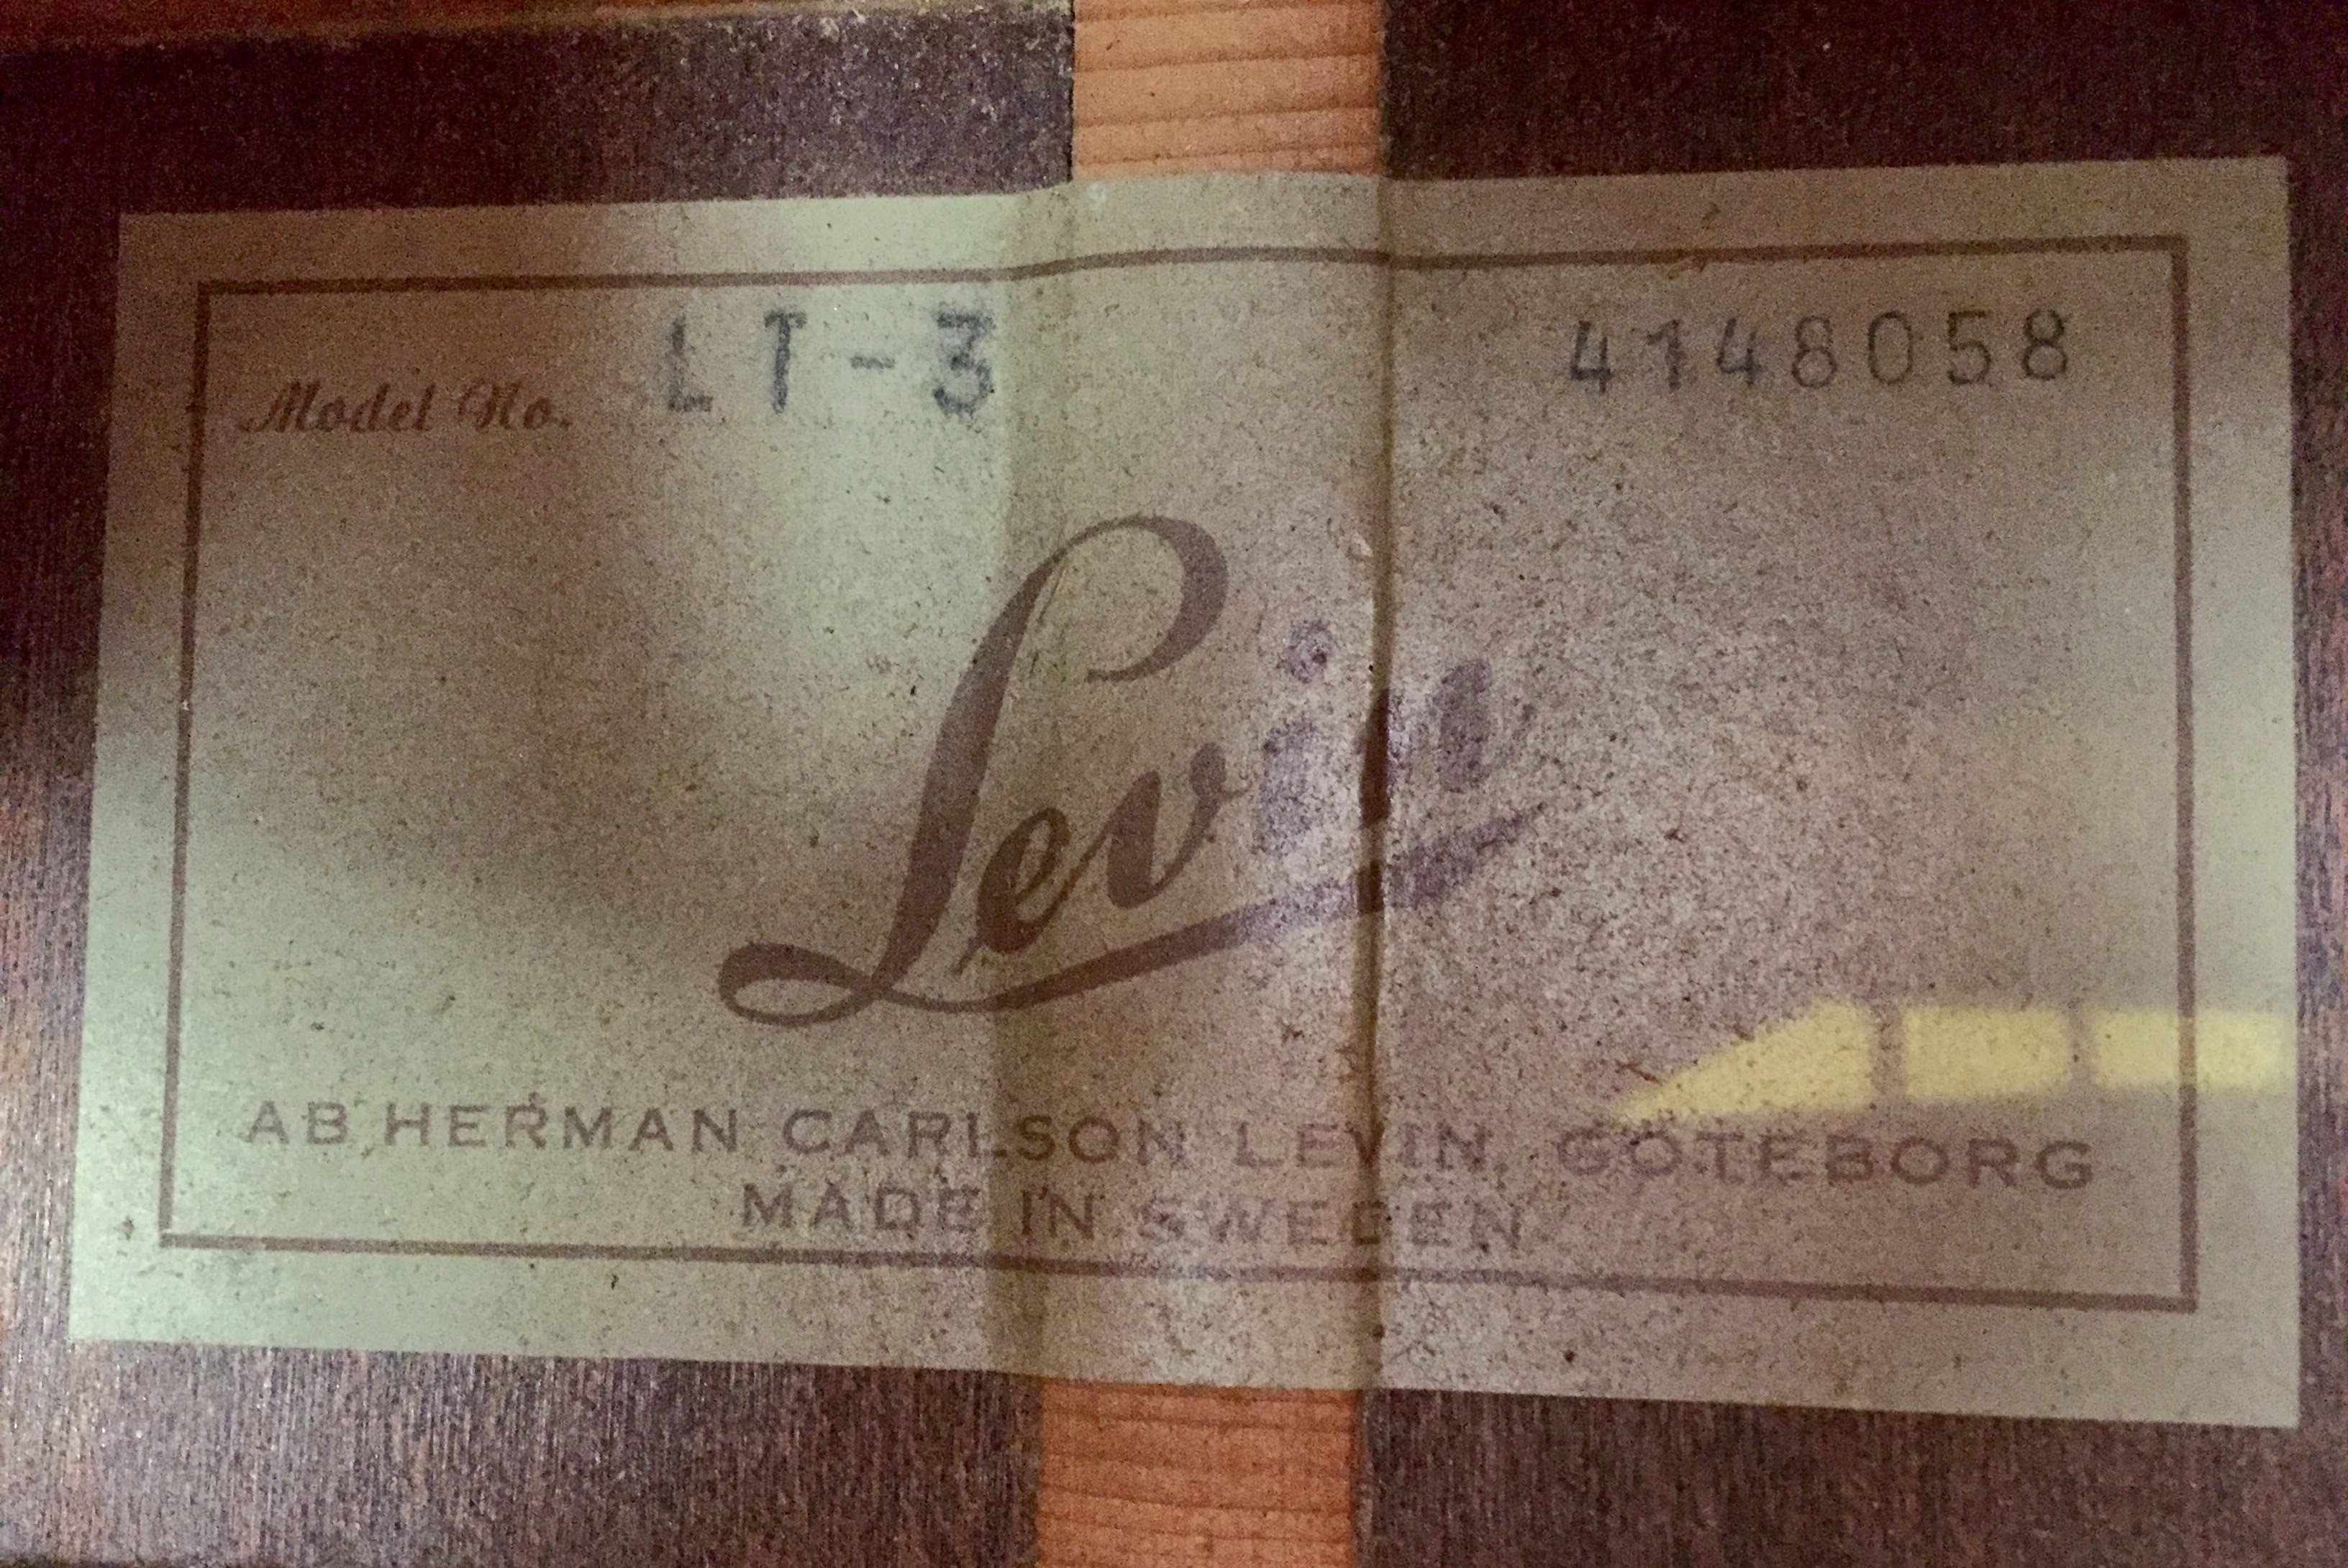 Model No. LT-3 4148058
Levin
AB HERMAN CARLSON LEVIN, GÖTEBORG
MADE IN SWEDEN